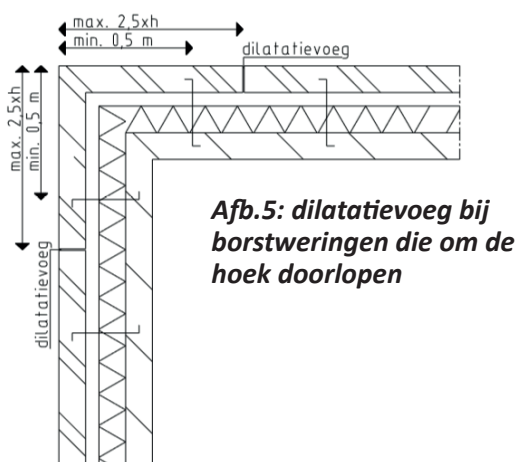 max. 2,5xh
min. 0,5 m
dilatatievoeg
max. 2,5xh
min. 0,5 m
dilatatievoeg
Afb.5: dilatatievoeg bij
borstweringen die om de
hoek doorlopen